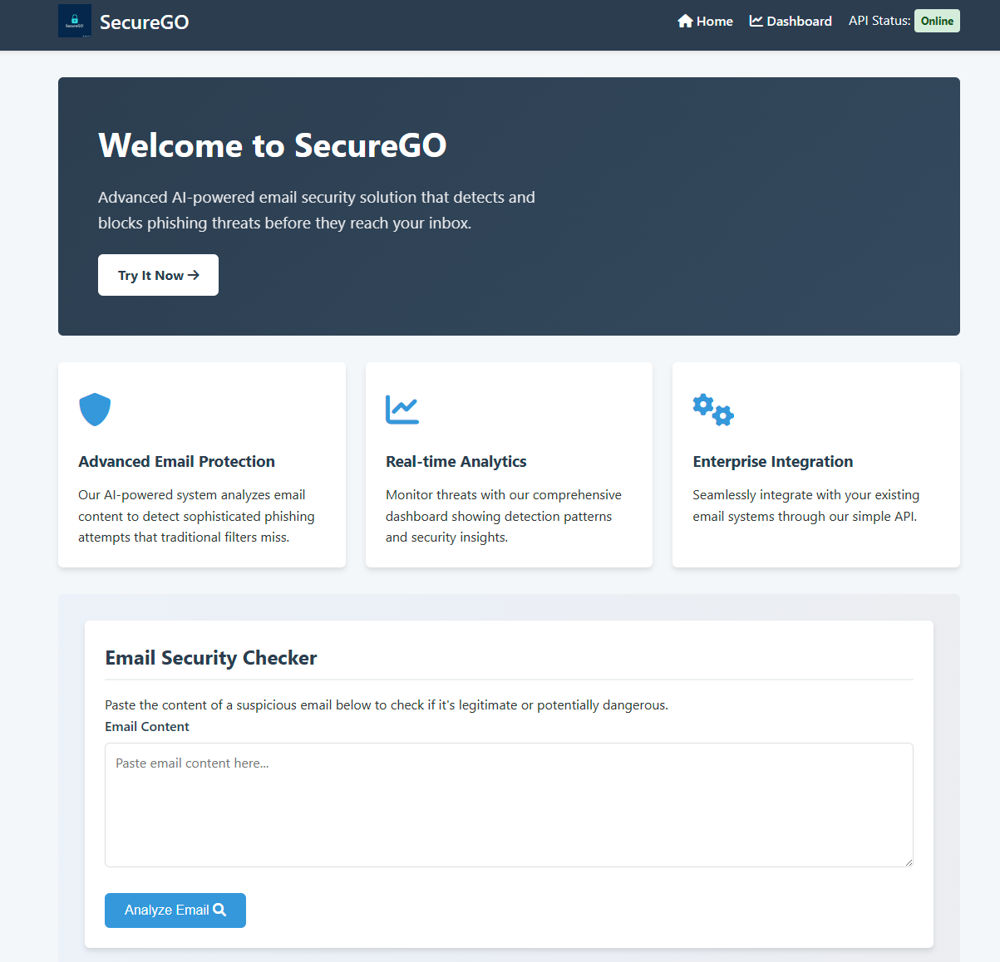 SecureGO
SecureGO
Home
Dashboard
API Status: Online
Welcome to SecureGO
Advanced AI-powered email security solution that detects and
blocks phishing threats before they reach your inbox.
Try It Now
Advanced Email Protection
Our AI-powered system analyzes email
content to detect sophisticated phishing
attempts that traditional filters miss.
Real-time Analytics
Monitor threats with our comprehensive
dashboard showing detection patterns
and security insights.
Enterprise Integration
Seamlessly integrate with your existing
email systems through our simple API.
Email Security Checker
Paste the content of a suspicious email below to check if it's legitimate or potentially dangerous.
Email Content
Paste email content here...
Analyze Email